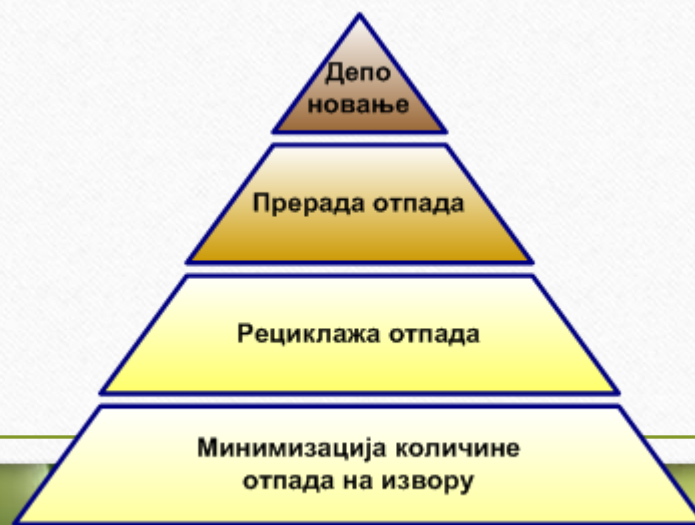 Депо
новање
Прерада отпада
Рециклажа отпада
Минимизација количине
отпада на извору